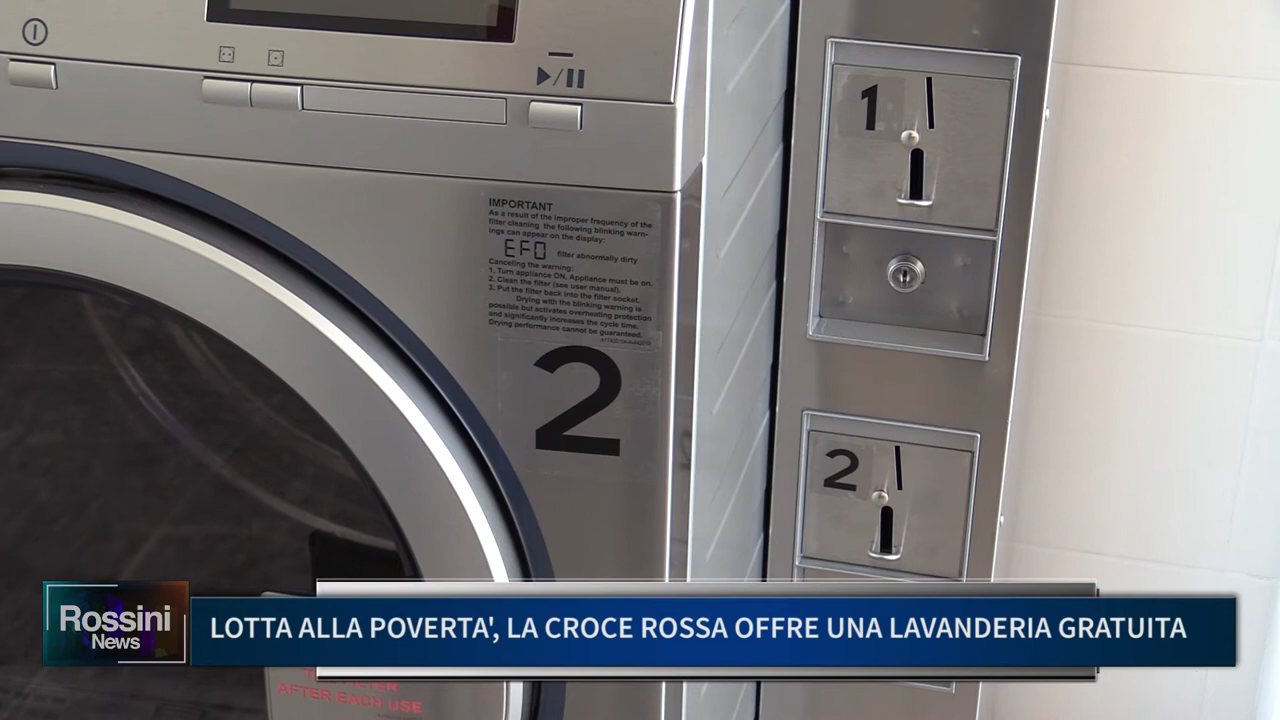 1
IMPORTANT
As a result of the improper frequency of the
filter cleaning the following blinking warn-
ings can appear on the display:
EF0 filter abnormally dirty
Canceling the warning:
1. Turn appliance ON, Appliance must be on.
2. Clean the filter (see user manual).
3. Put the filter back into the filter socket.
Drying with the blinking warning is
possible but activates overheating protection
and significantly increases the cycle time.
Drying performance cannot be guaranteed.
2
2
Rossini
News
LOTTA ALLA POVERTA', LA CROCE ROSSA OFFRE UNA LAVANDERIA GRATUITA
AFTER EACH USE